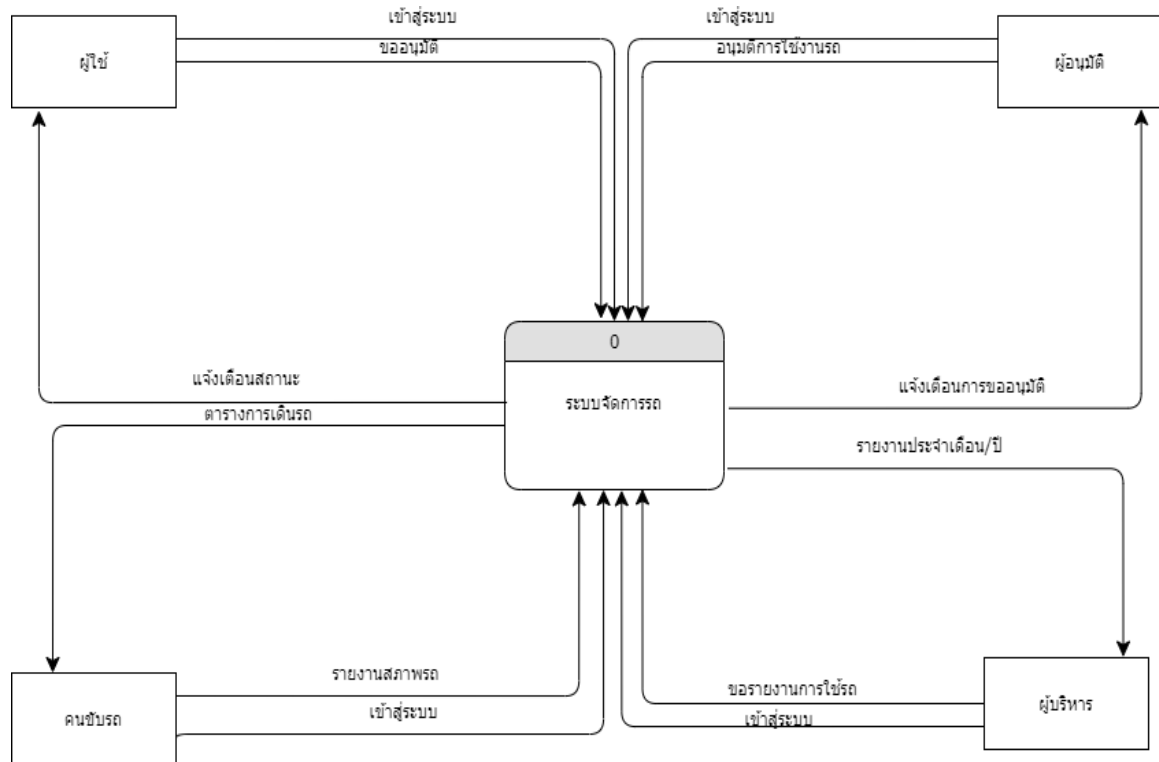 เข้าสู่ระบบ
เข้าสู่ระบบ
ขออนุมัติ
อนุมติการใช้งานรถ
ผู้ใช้
ผู้อนุมัติ
0
ระบบจัดการรถ
แจ้งเตือนสถานะ
แจ้งเตือนการขออนุมัติ
ตารางการเดินรถ
รายงานประจำเดือน/ปี
รายงานสภาพรถ
ขอรายงานการใช้รถ
คนขับรถ
เข้าสู่ระบบ
เข้าสู่ระบบ
ผู้บริหาร